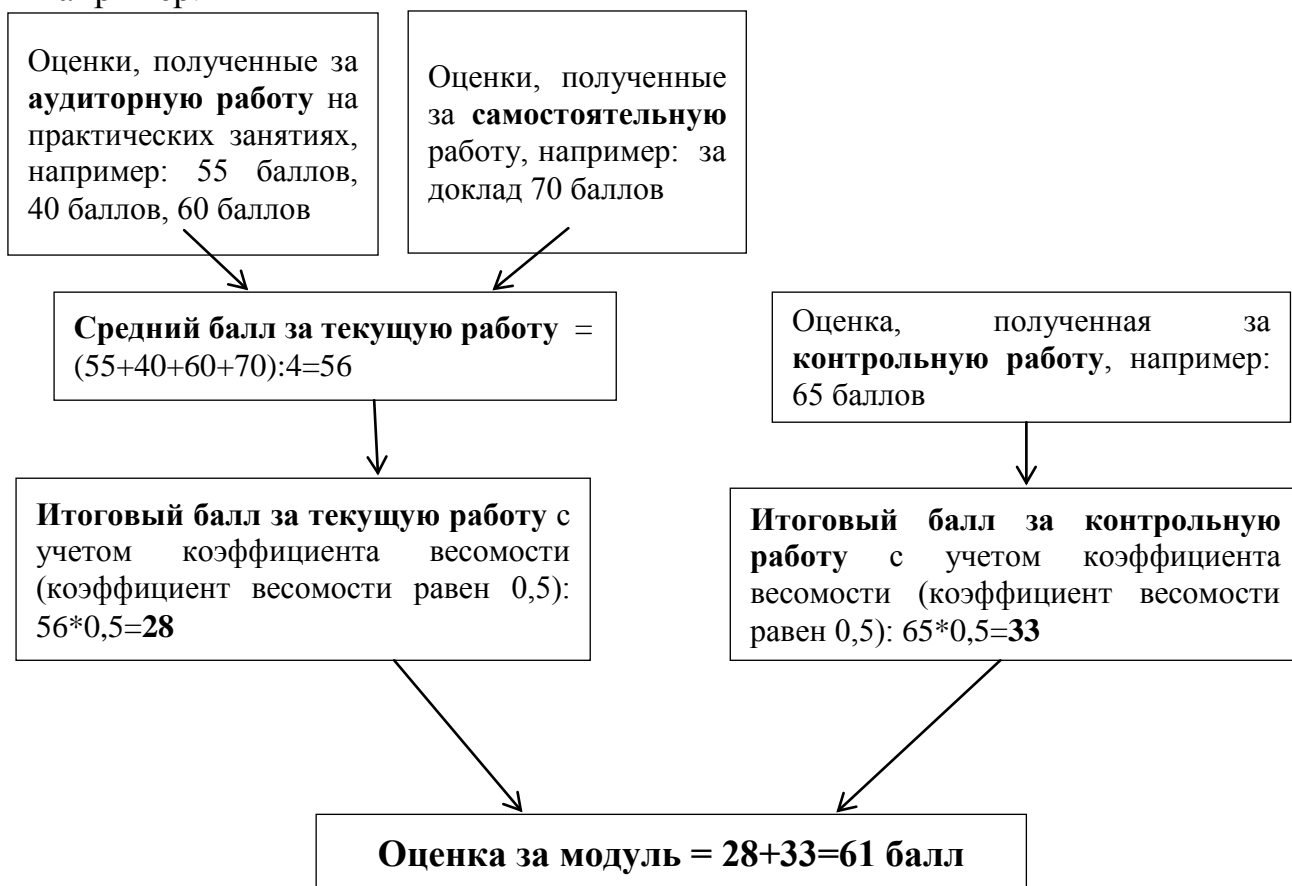 Оценки, полученные за
аудиторную работу на
практических занятиях,
например: 55 баллов,
40 баллов, 60 баллов
Оценки, полученные
за самостоятельную
работу, например: за
доклад 70 баллов
Средний балл за текущую работу =
(55+40+60+70):4=56
Оценка, полученная за
контрольную работу, например:
65 баллов
Итоговый балл за текущую работу с
учетом коэффициента весомости
(коэффициент весомости равен 0,5):
56*0,5=28
Итоговый балл за контрольную
работу с учетом коэффициента
весомости (коэффициент весомости
равен 0,5): 65*0,5=33
Оценка за модуль = 28+33=61 балл